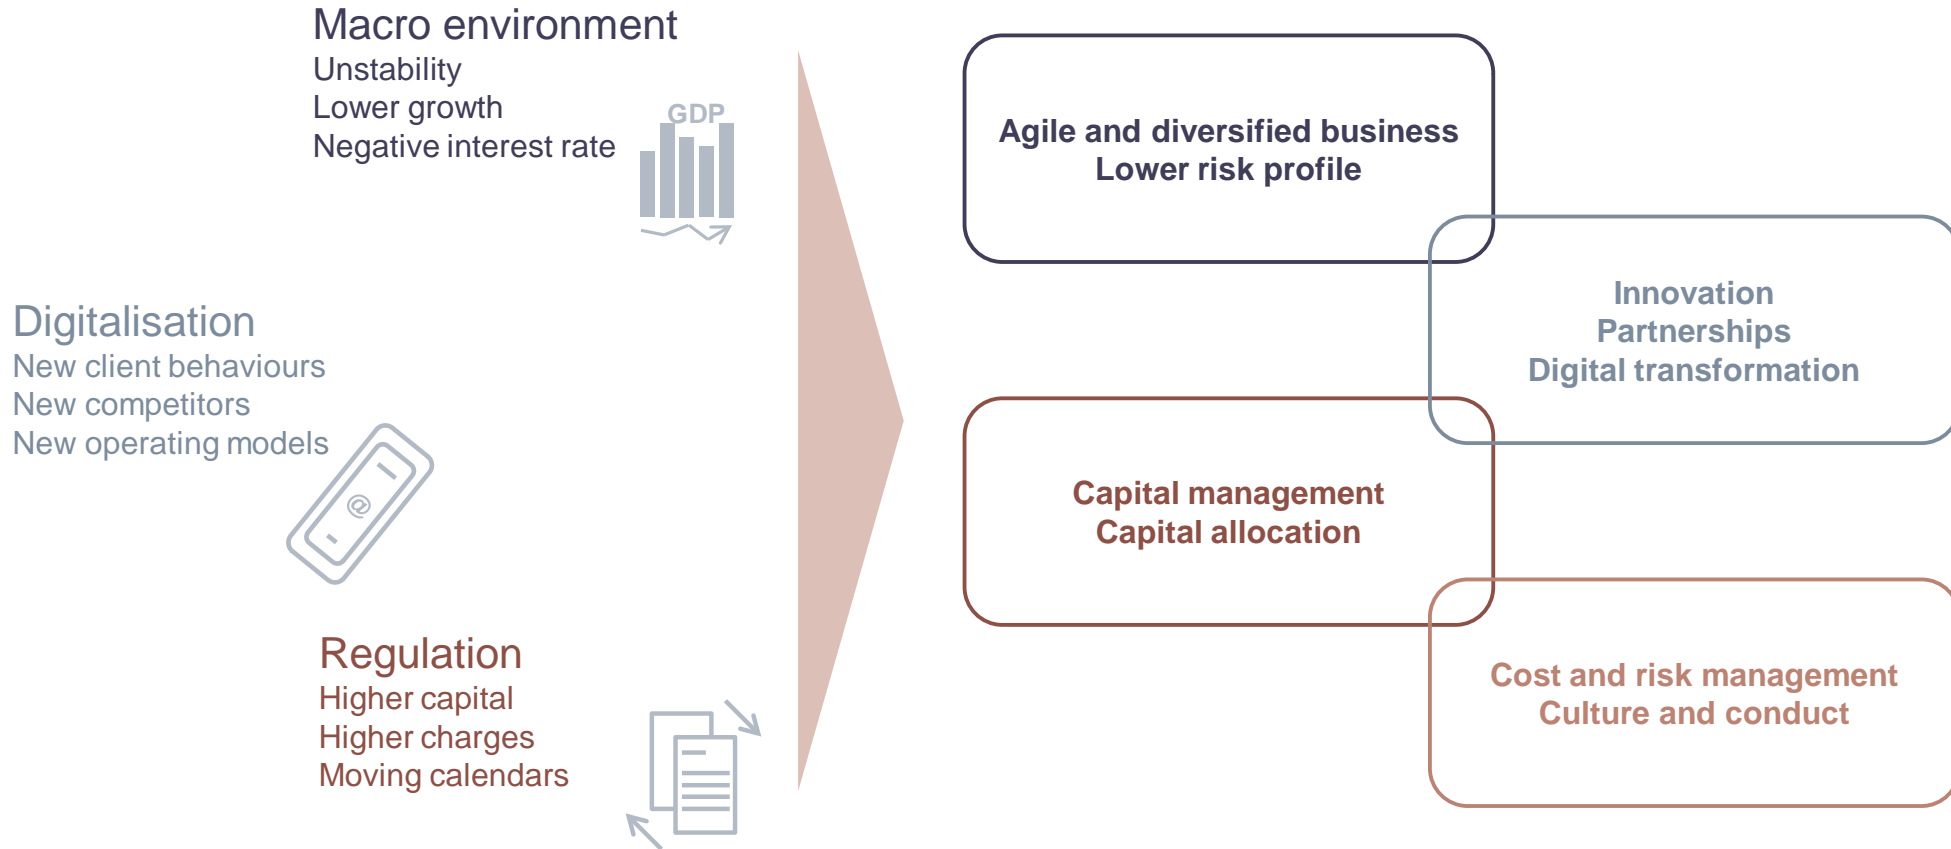 Macro environment
Unstability
Lower growth
Negative interest rate
GDP
Digitalisation
New client behaviours
New competitors
New operating models
@
Regulation
Higher capital
Higher charges
Moving calendars
Agile and diversified business
Lower risk profile
Innovation
Partnerships
Digital transformation
Capital management
Capital allocation
Cost and risk management
Culture and conduct